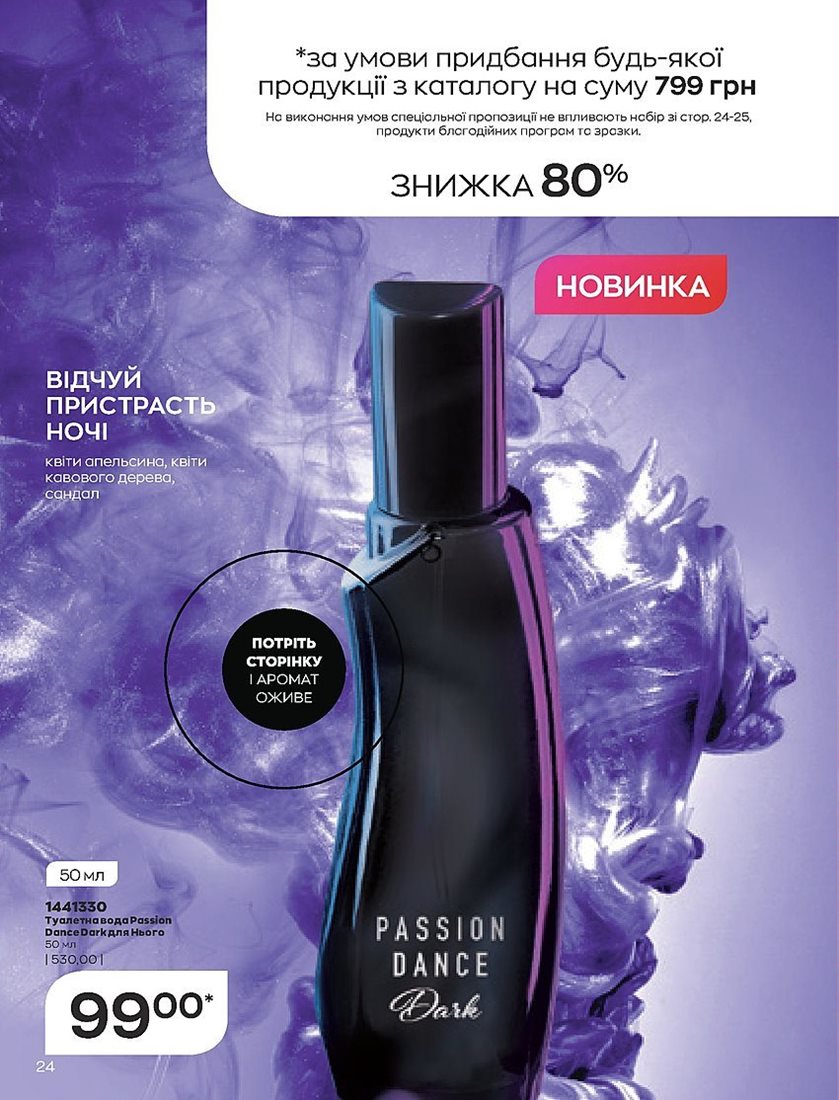 *за умови придбання будь-якої
продукції з каталогу на суму 799 грн
На виконання умов спеціальної пропозиції не впливають набір зі стор. 24-25,
продукти благодійних програм та зразки.
ЗНИЖКА 80%
НОВИНКА
ВІДЧУЙ
ПРИСТРАСТЬ
НОЧІ
квіти апельсина, квіти
кавового дерева,
сандал
ПОТРІТЬ
СТОРІНКУ
І АРОМАТ
ОЖИВЕ
50 мл
1441330
Туалетна вода Passion
Dance Dark для Нього
50 мл
| 530,00 |
99⁰⁰*
PASSION
DANCE
Dark
24